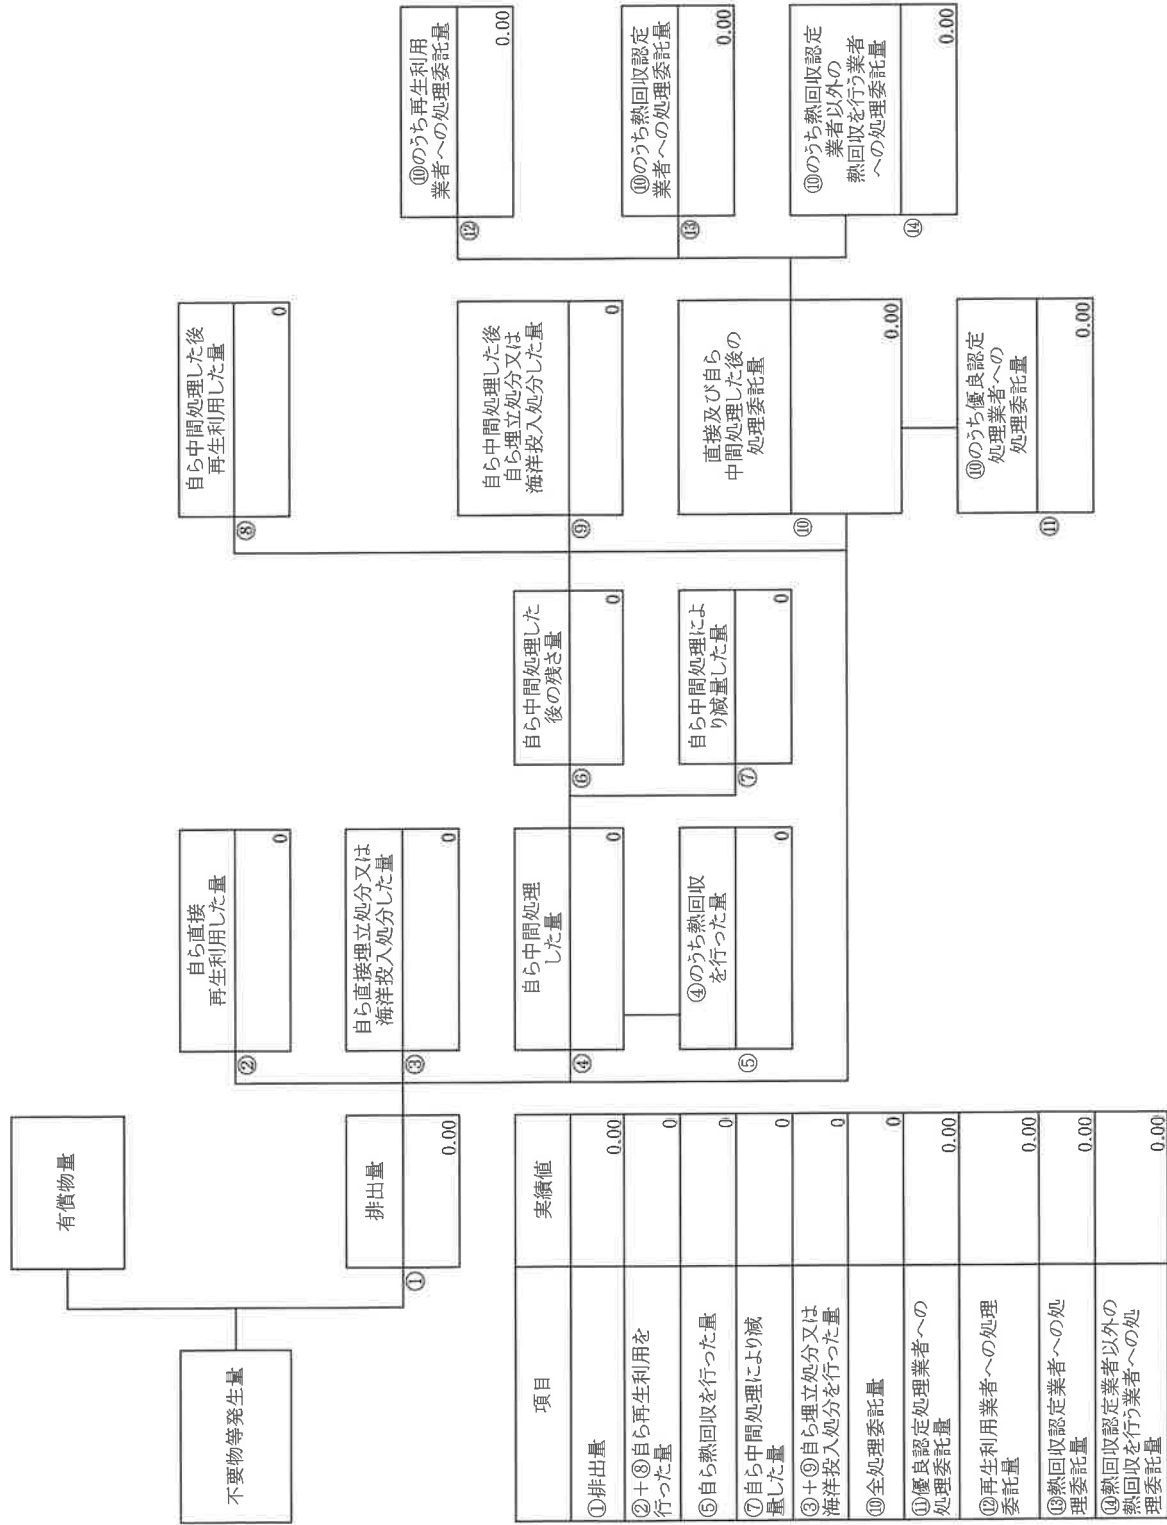 不要物等発生量
有償物量
①
排出量
0.00
②
自ら直接
再生利用した量
0
③
自ら直接埋立処分又は
海洋投入処分した量
0
④
自ら中間処理
した量
0
⑤
④のうち熱回収
を行った量
0
⑥
自ら中間処理した
後の残さ量
0
⑦
自ら中間処理によ
り減量した量
0
⑧
自ら中間処理した後
再生利用した量
0
⑨
自ら中間処理した後
自ら埋立処分又は
海洋投入処分した量
0
⑩
直接及び自ら
中間処理した後の
処理委託量
0.00
⑪
⑩のうち優良認定
処理業者への
処理委託量
0.00
⑫
⑩のうち再生利用
業者への処理委託量
0.00
⑬
⑩のうち熱回収認定
業者への処理委託量
0.00
⑭
⑩のうち熱回収認定
業者以外の
熱回収を行う業者
への処理委託量
0.00
項目 実績値
①排出量 0.00
②+⑧自ら再生利用を
行った量 0
⑤自ら熱回収を行った量 0
⑦自ら中間処理により減
量した量 0
③+⑨自ら埋立処分又は
海洋投入処分を行った量 0
⑩全処理委託量 0
⑪優良認定処理業者への
処理委託量 0.00
⑫再生利用業者への処理
委託量 0.00
⑬熱回収認定業者への処
理委託量 0.00
⑭熱回収認定業者以外の
熱回収を行う業者への処
理委託量 0.00